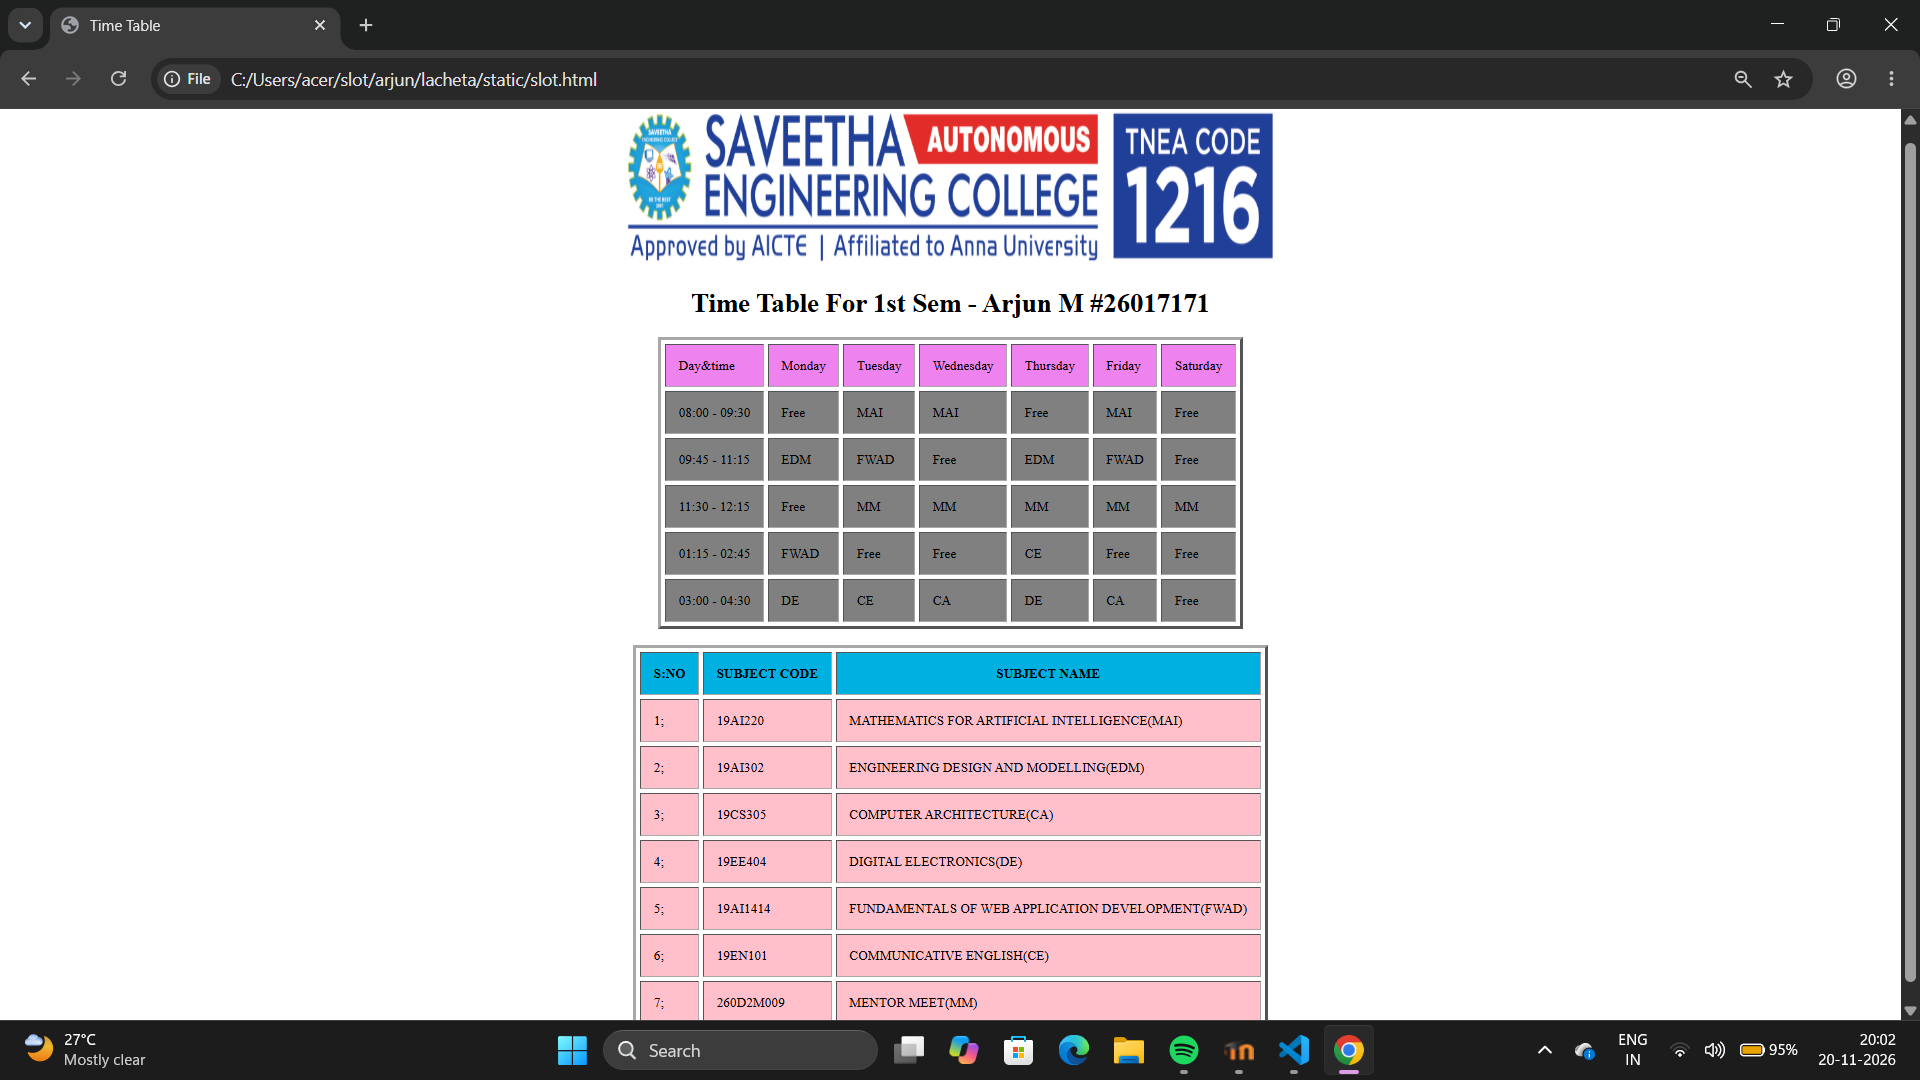 Time Table
File C:/Users/acer/slot/arjun/lacheta/static/slot.html
SAVEETHA AUTONOMOUS
ENGINEERING COLLEGE
Approved by AICTE | Affiliated to Anna University
TNEA CODE
1216
Time Table For 1st Sem - Arjun M #26017171
Day&time Monday Tuesday Wednesday Thursday Friday Saturday
08:00 - 09:30 Free MAI MAI Free MAI Free
09:45 - 11:15 EDM FWAD Free EDM FWAD Free
11:30 - 12:15 Free MM MM MM MM MM
01:15 - 02:45 FWAD Free Free CE Free Free
03:00 - 04:30 DE CE CA DE CA Free
S:NO SUBJECT CODE SUBJECT NAME
1; 19AI220 MATHEMATICS FOR ARTIFICIAL INTELLIGENCE(MAI)
2; 19AI302 ENGINEERING DESIGN AND MODELLING(EDM)
3; 19CS305 COMPUTER ARCHITECTURE(CA)
4; 19EE404 DIGITAL ELECTRONICS(DE)
5; 19AI1414 FUNDAMENTALS OF WEB APPLICATION DEVELOPMENT(FWAD)
6; 19EN101 COMMUNICATIVE ENGLISH(CE)
7; 260D2M009 MENTOR MEET(MM)
27°C
Mostly clear
Search
ENG
IN
95%
20:02
20-11-2026